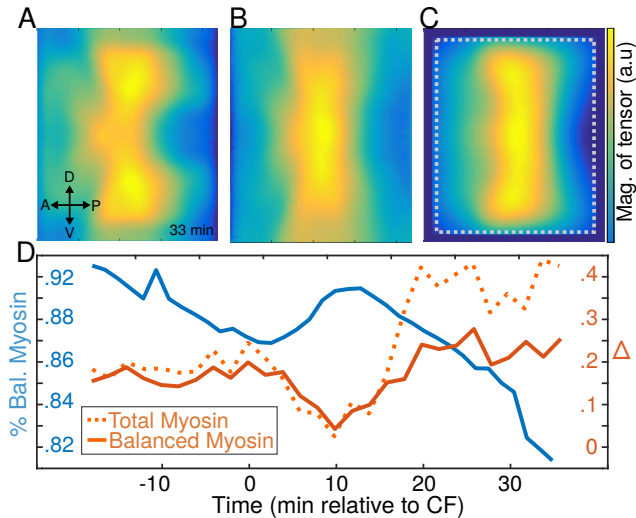 A
B
C
D
A
P
V
33 min
Mag. of tensor (a.u)
D
.92
.88
.86
.84
.82
% Bal. Myosin
.4
.3
.2
.1
0
Δ
Total Myosin
Balanced Myosin
-10
0
10
20
30
Time (min relative to CF)